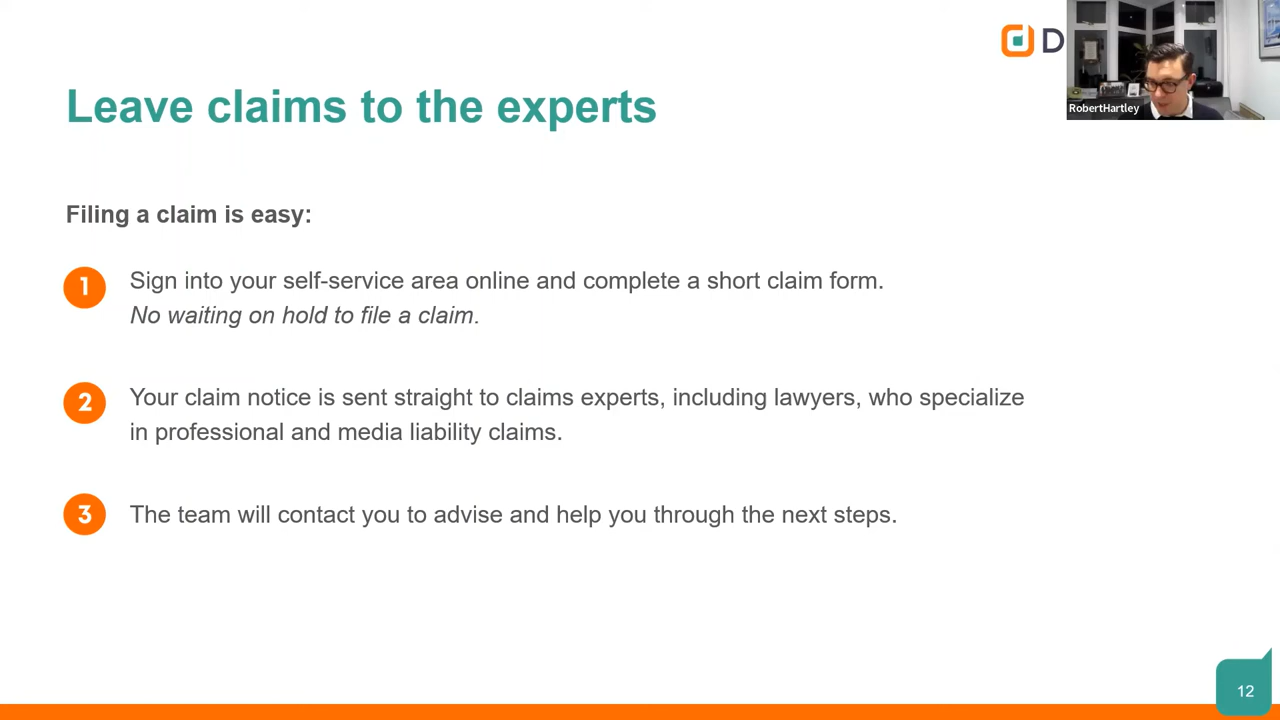 D
RobertHartley
Leave claims to the experts
Filing a claim is easy:
1
Sign into your self-service area online and complete a short claim form.
No waiting on hold to file a claim.
2
Your claim notice is sent straight to claims experts, including lawyers, who specialize
in professional and media liability claims.
3
The team will contact you to advise and help you through the next steps.
12